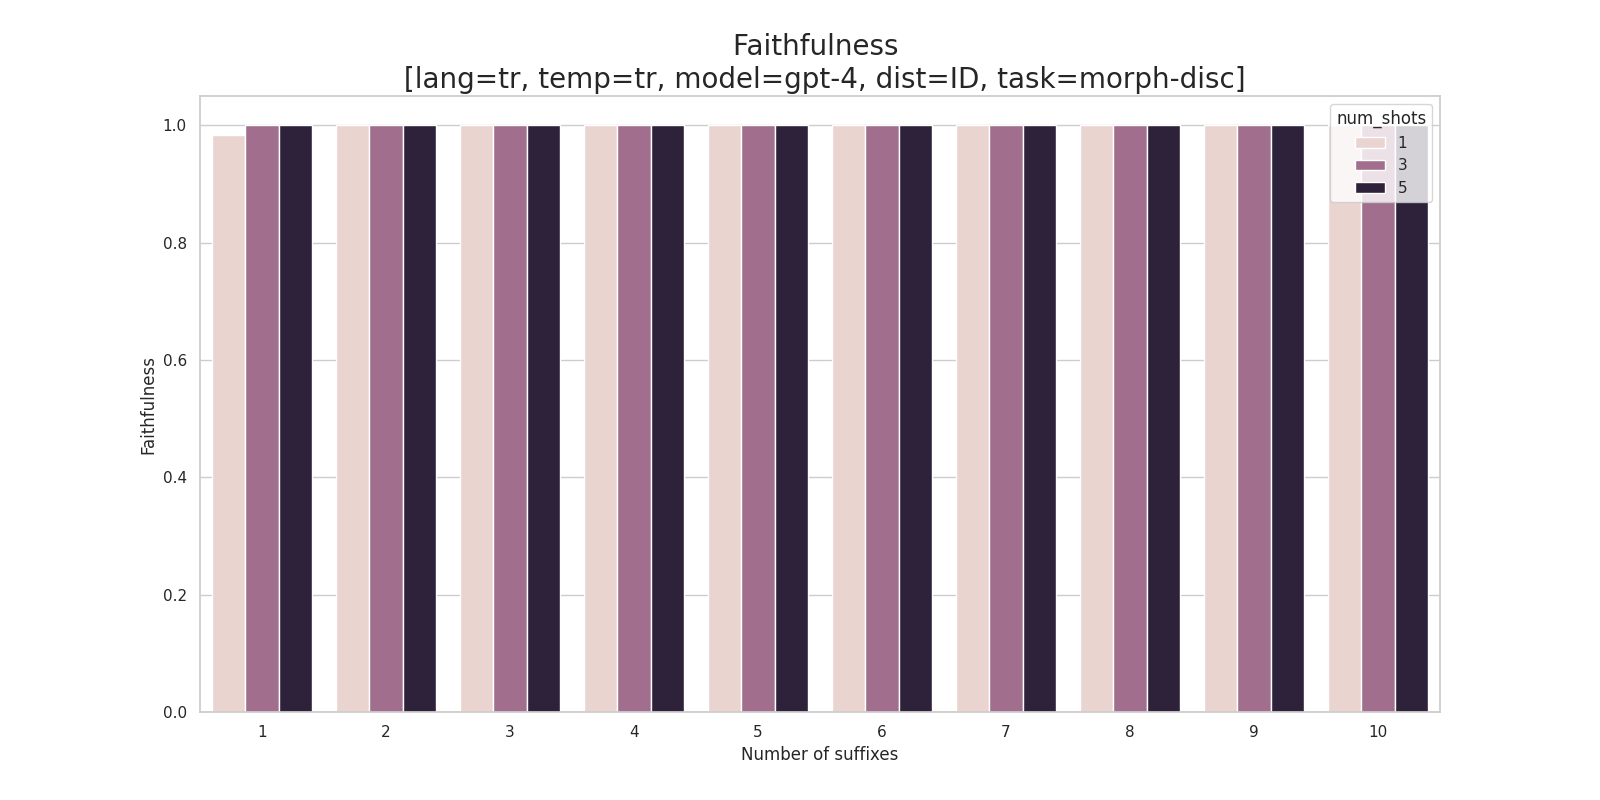 Faithfulness
[lang=tr, temp=tr, model=gpt-4, dist=ID, task=morph-disc]
num_shots
1
3
5
Faithfulness
1.0
0.8
0.6
0.4
0.2
0.0
1 2 3 4 5 6 7 8 9 10
Number of suffixes